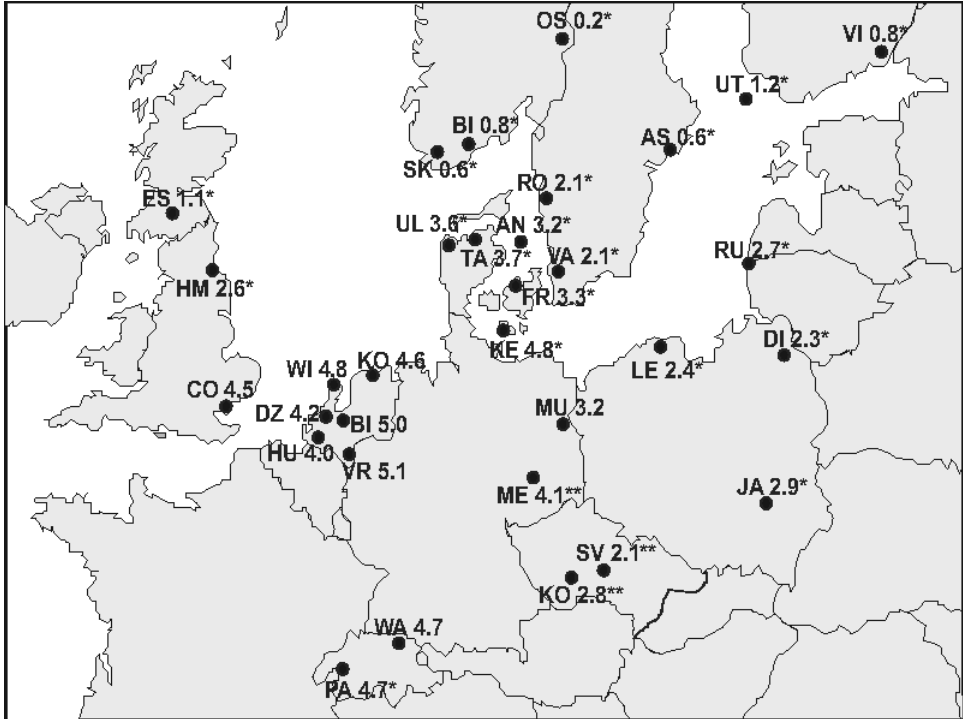 OS 0.2*
VI 0.8*
UT 1.2*
BI 0.8*
AS 0.6*
SK 0.6*
RO 2.1*
ES 1.1*
UL 3.6*
AN 3.2*
TA 3.7*
VA 2.1*
RU 2.7*
HM 2.6*
FR 3.3*
KE 4.8*
DI 2.3*
LE 2.4*
WI 4.8
KO 4.6
CO 4.5
DZ 4.2
BI 5.0
MU 3.2
HU 4.0
VR 5.1
ME 4.1**
JA 2.9*
SV 2.1**
KO 2.8**
WA 4.7
PA 4.7*